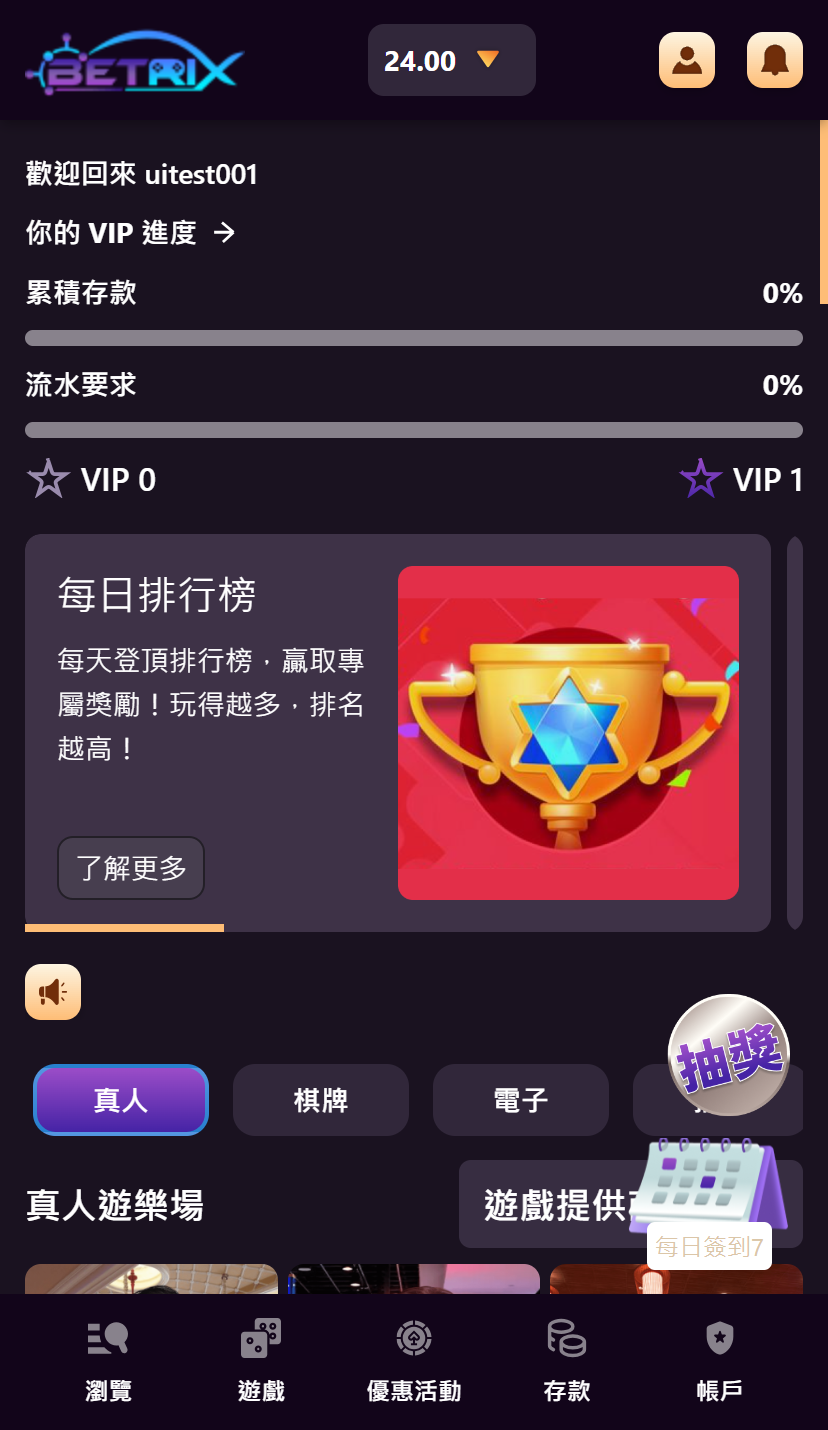 BETRIX
24.00
歡迎回來 uitest001
你的 VIP 進度
累積存款 0%
流水要求 0%
VIP 0 VIP 1
每日排行榜
每天登頂排行榜，贏取專
屬獎勵！玩得越多，排名
越高！
了解更多
抽獎
真人 棋牌 電子
真人遊樂場 遊戲提供
每日簽到7
瀏覽 遊戲 優惠活動 存款 帳戶